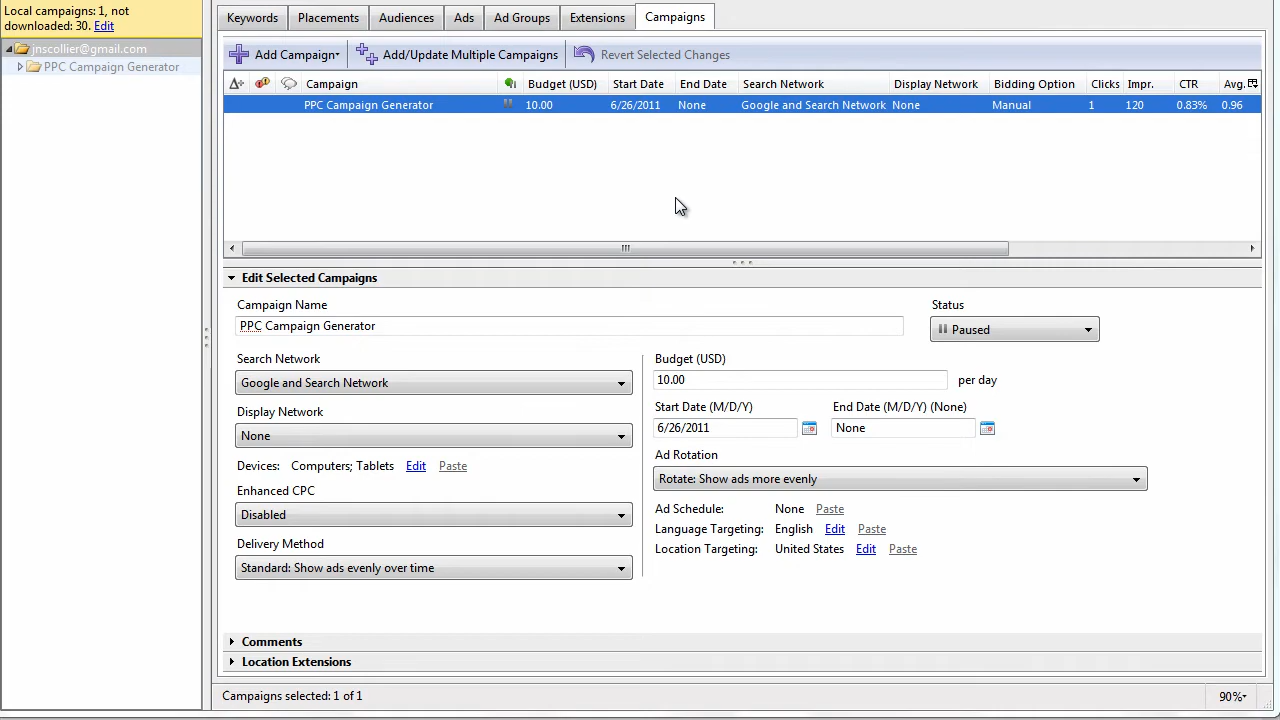 Local campaigns: 1, not
downloaded: 30. Edit
jnscollier@gmail.com
PPC Campaign Generator
Keywords Placements Audiences Ads Ad Groups Extensions Campaigns
Add Campaign Add/Update Multiple Campaigns Revert Selected Changes
Campaign Budget (USD) Start Date End Date Search Network Display Network Bidding Option Clicks Impr. CTR Avg.
PPC Campaign Generator 10.00 6/26/2011 None Google and Search Network None Manual 1 120 0.83% 0.96
Edit Selected Campaigns
Campaign Name
PPC Campaign Generator
Status
Paused
Search Network
Google and Search Network
Display Network
None
Devices: Computers; Tablets Edit Paste
Enhanced CPC
Disabled
Delivery Method
Standard: Show ads evenly over time
Budget (USD)
10.00 per day
Start Date (M/D/Y) End Date (M/D/Y) (None)
6/26/2011 None
Ad Rotation
Rotate: Show ads more evenly
Ad Schedule: None Paste
Language Targeting: English Edit Paste
Location Targeting: United States Edit Paste
Comments
Location Extensions
Campaigns selected: 1 of 1
90%